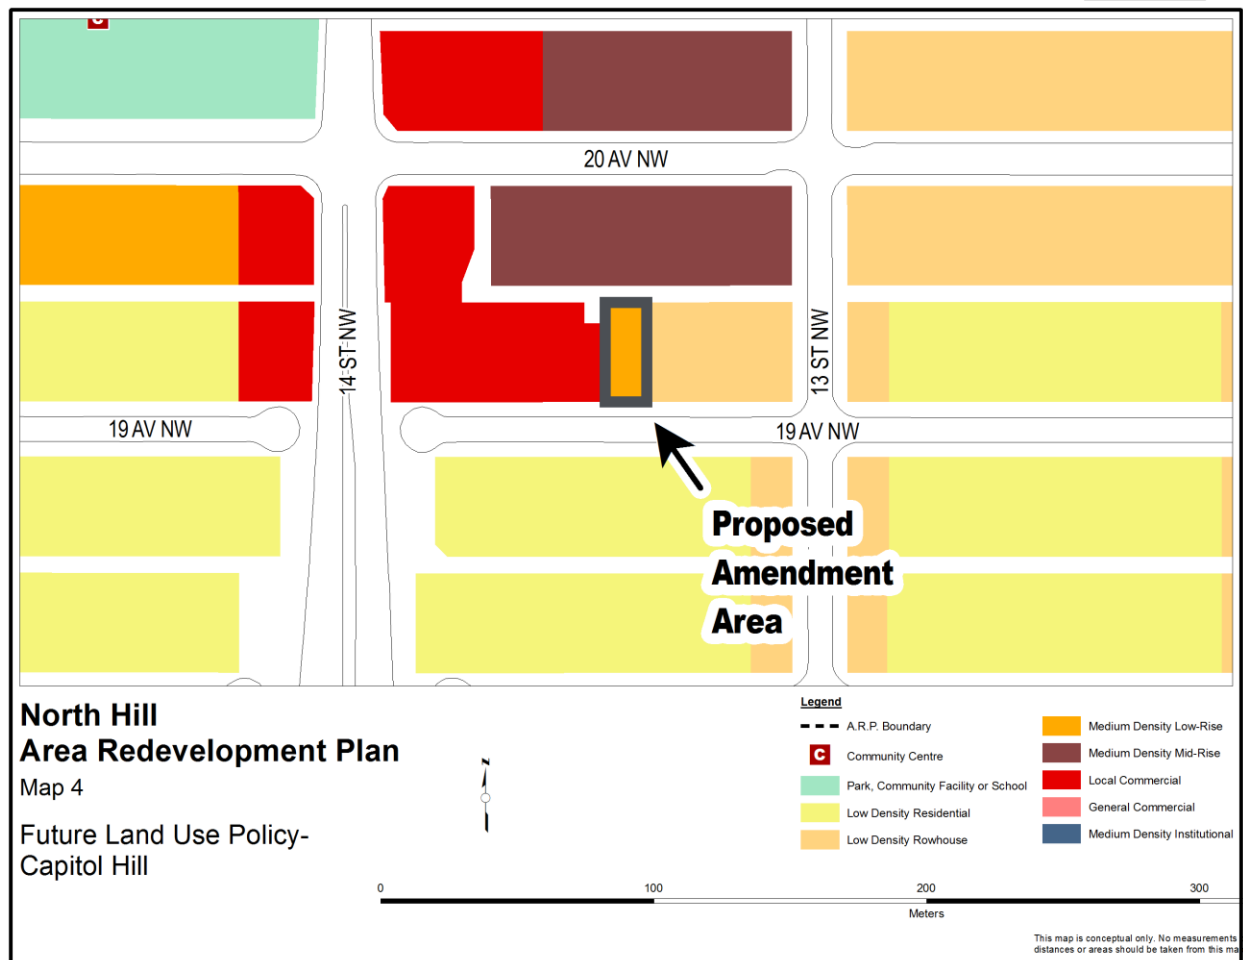 C
20 AV NW
14 ST NW
13 ST NW
19 AV NW
19 AV NW
Proposed
Amendment
Area
North Hill
Area Redevelopment Plan
Map 4
Future Land Use Policy-
Capitol Hill
N
Legend
A.R.P. Boundary
C Community Centre
Park, Community Facility or School
Low Density Residential
Low Density Rowhouse
Medium Density Low-Rise
Medium Density Mid-Rise
Local Commercial
General Commercial
Medium Density Institutional
0 100 200 300
Meters
This map is conceptual only. No measurements
distances or areas should be taken from this